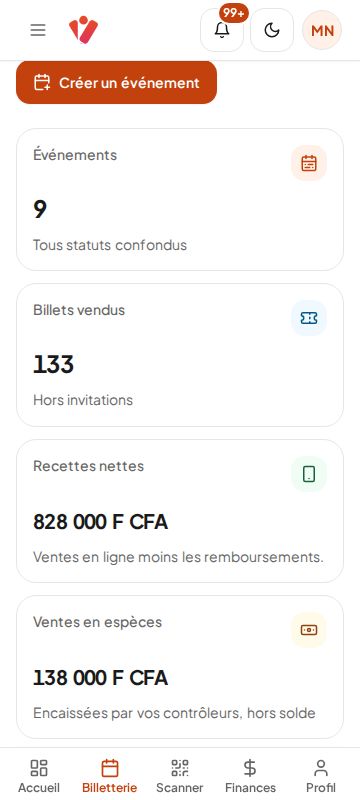 99+
MN
Créer un événement
Événements
9
Tous statuts confondus
Billets vendus
133
Hors invitations
Recettes nettes
828 000 F CFA
Ventes en ligne moins les remboursements.
Ventes en espèces
138 000 F CFA
Encaissées par vos contrôleurs, hors solde
Accueil Billetterie Scanner Finances Profil